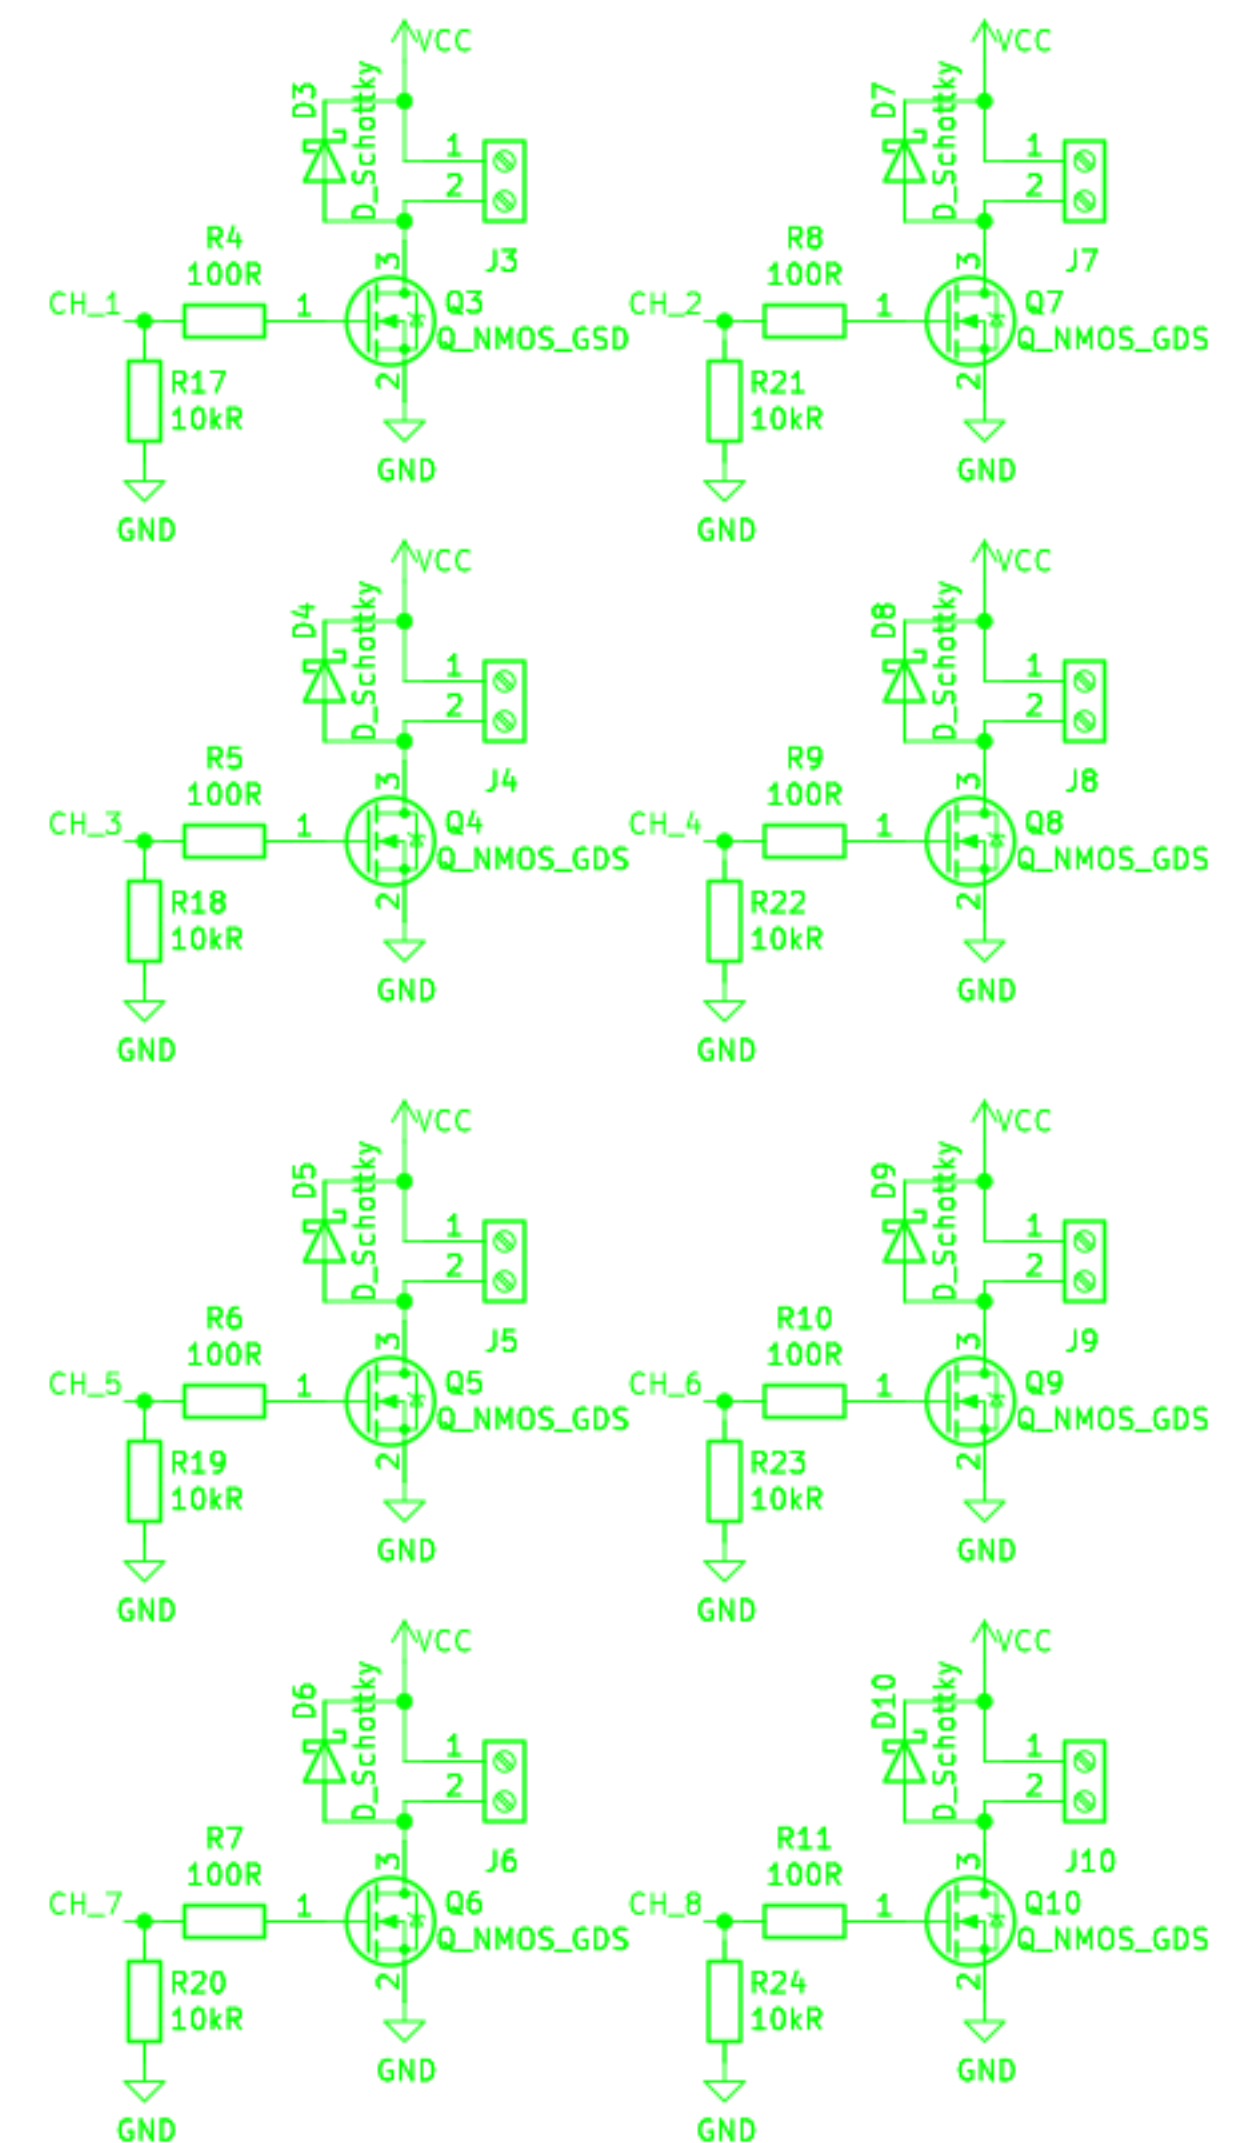 VCC
D3
D_Schottky
1
2
J3
R4
100R
CH_1
1
3
Q3
Q_NMOS_GSD
2
R17
10kR
GND
GND
VCC
D7
D_Schottky
1
2
J7
R8
100R
CH_2
1
3
Q7
Q_NMOS_GDS
2
R21
10kR
GND
GND
VCC
D4
D_Schottky
1
2
J4
R5
100R
CH_3
1
3
Q4
Q_NMOS_GDS
2
R18
10kR
GND
GND
VCC
D8
D_Schottky
1
2
J8
R9
100R
CH_4
1
3
Q8
Q_NMOS_GDS
2
R22
10kR
GND
GND
VCC
D5
D_Schottky
1
2
J5
R6
100R
CH_5
1
3
Q5
Q_NMOS_GDS
2
R19
10kR
GND
GND
VCC
D9
D_Schottky
1
2
J9
R10
100R
CH_6
1
3
Q9
Q_NMOS_GDS
2
R23
10kR
GND
GND
VCC
D6
D_Schottky
1
2
J6
R7
100R
CH_7
1
3
Q6
Q_NMOS_GDS
2
R20
10kR
GND
GND
VCC
D10
D_Schottky
1
2
J10
R11
100R
CH_8
1
3
Q10
Q_NMOS_GDS
2
R24
10kR
GND
GND